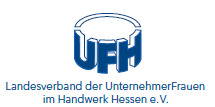 UFH
Landesverband der UnternehmerFrauen
im Handwerk Hessen e.V.